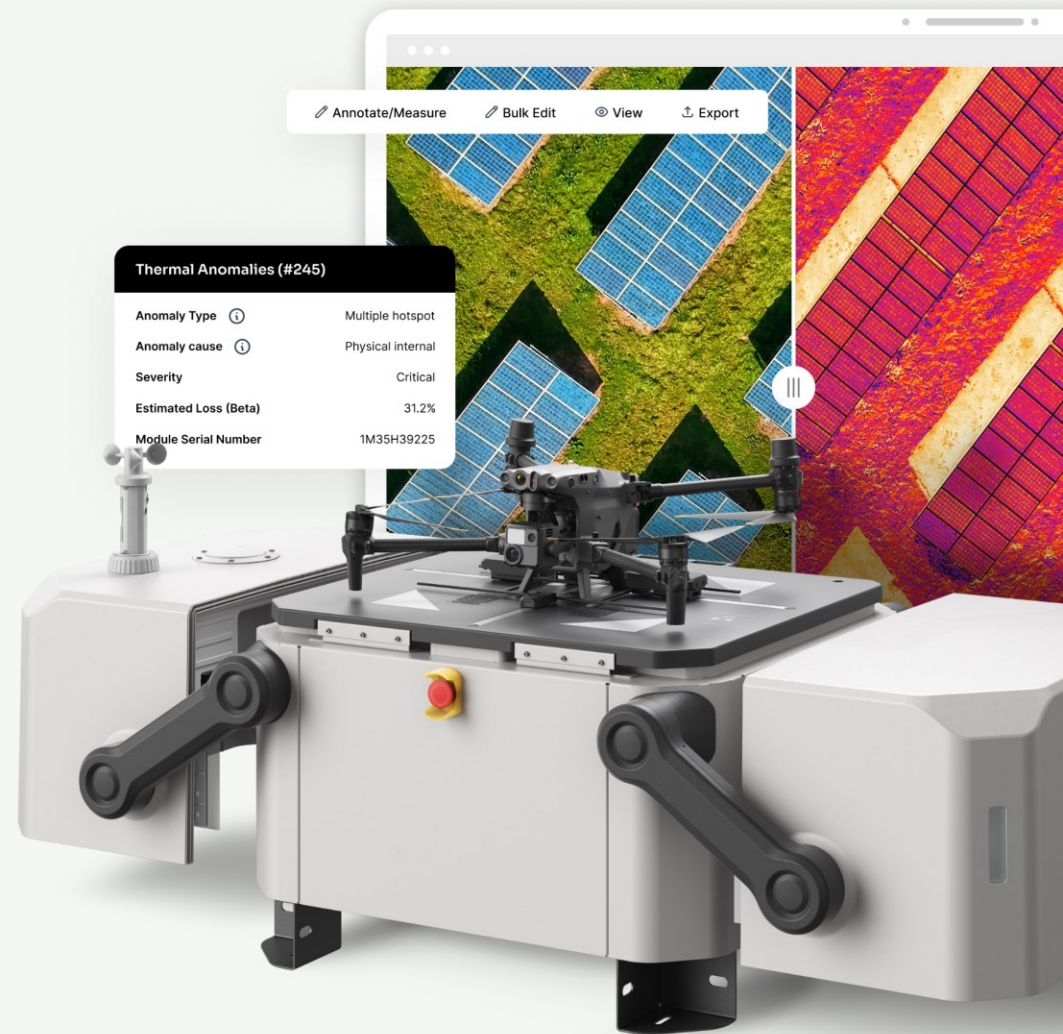 Annotate/Measure Bulk Edit View Export
Thermal Anomalies (#245)
Anomaly Type Multiple hotspot
Anomaly cause Physical internal
Severity Critical
Estimated Loss (Beta) 31.2%
Module Serial Number 1M35H39225